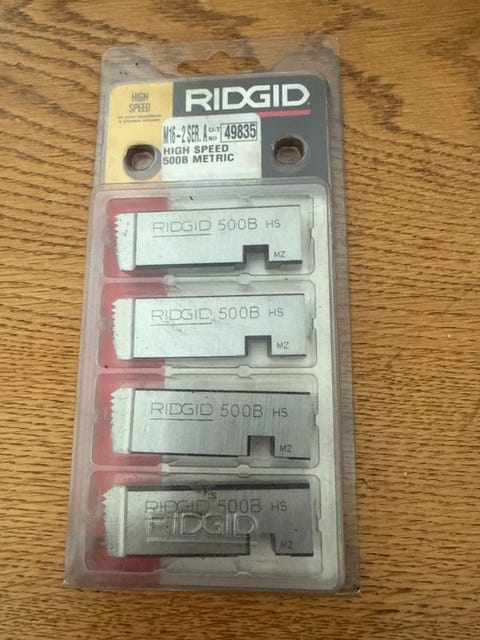 HIGH
SPEED
RIDGID
M16-2 SER. A CAT NO 49835
HIGH SPEED
500B METRIC
RIDGID 500B HS
MZ
RIDGID 500B HS
MZ
RIDGID 500B HS
MZ
RIDGID 500B HS
RIDGID
MZ